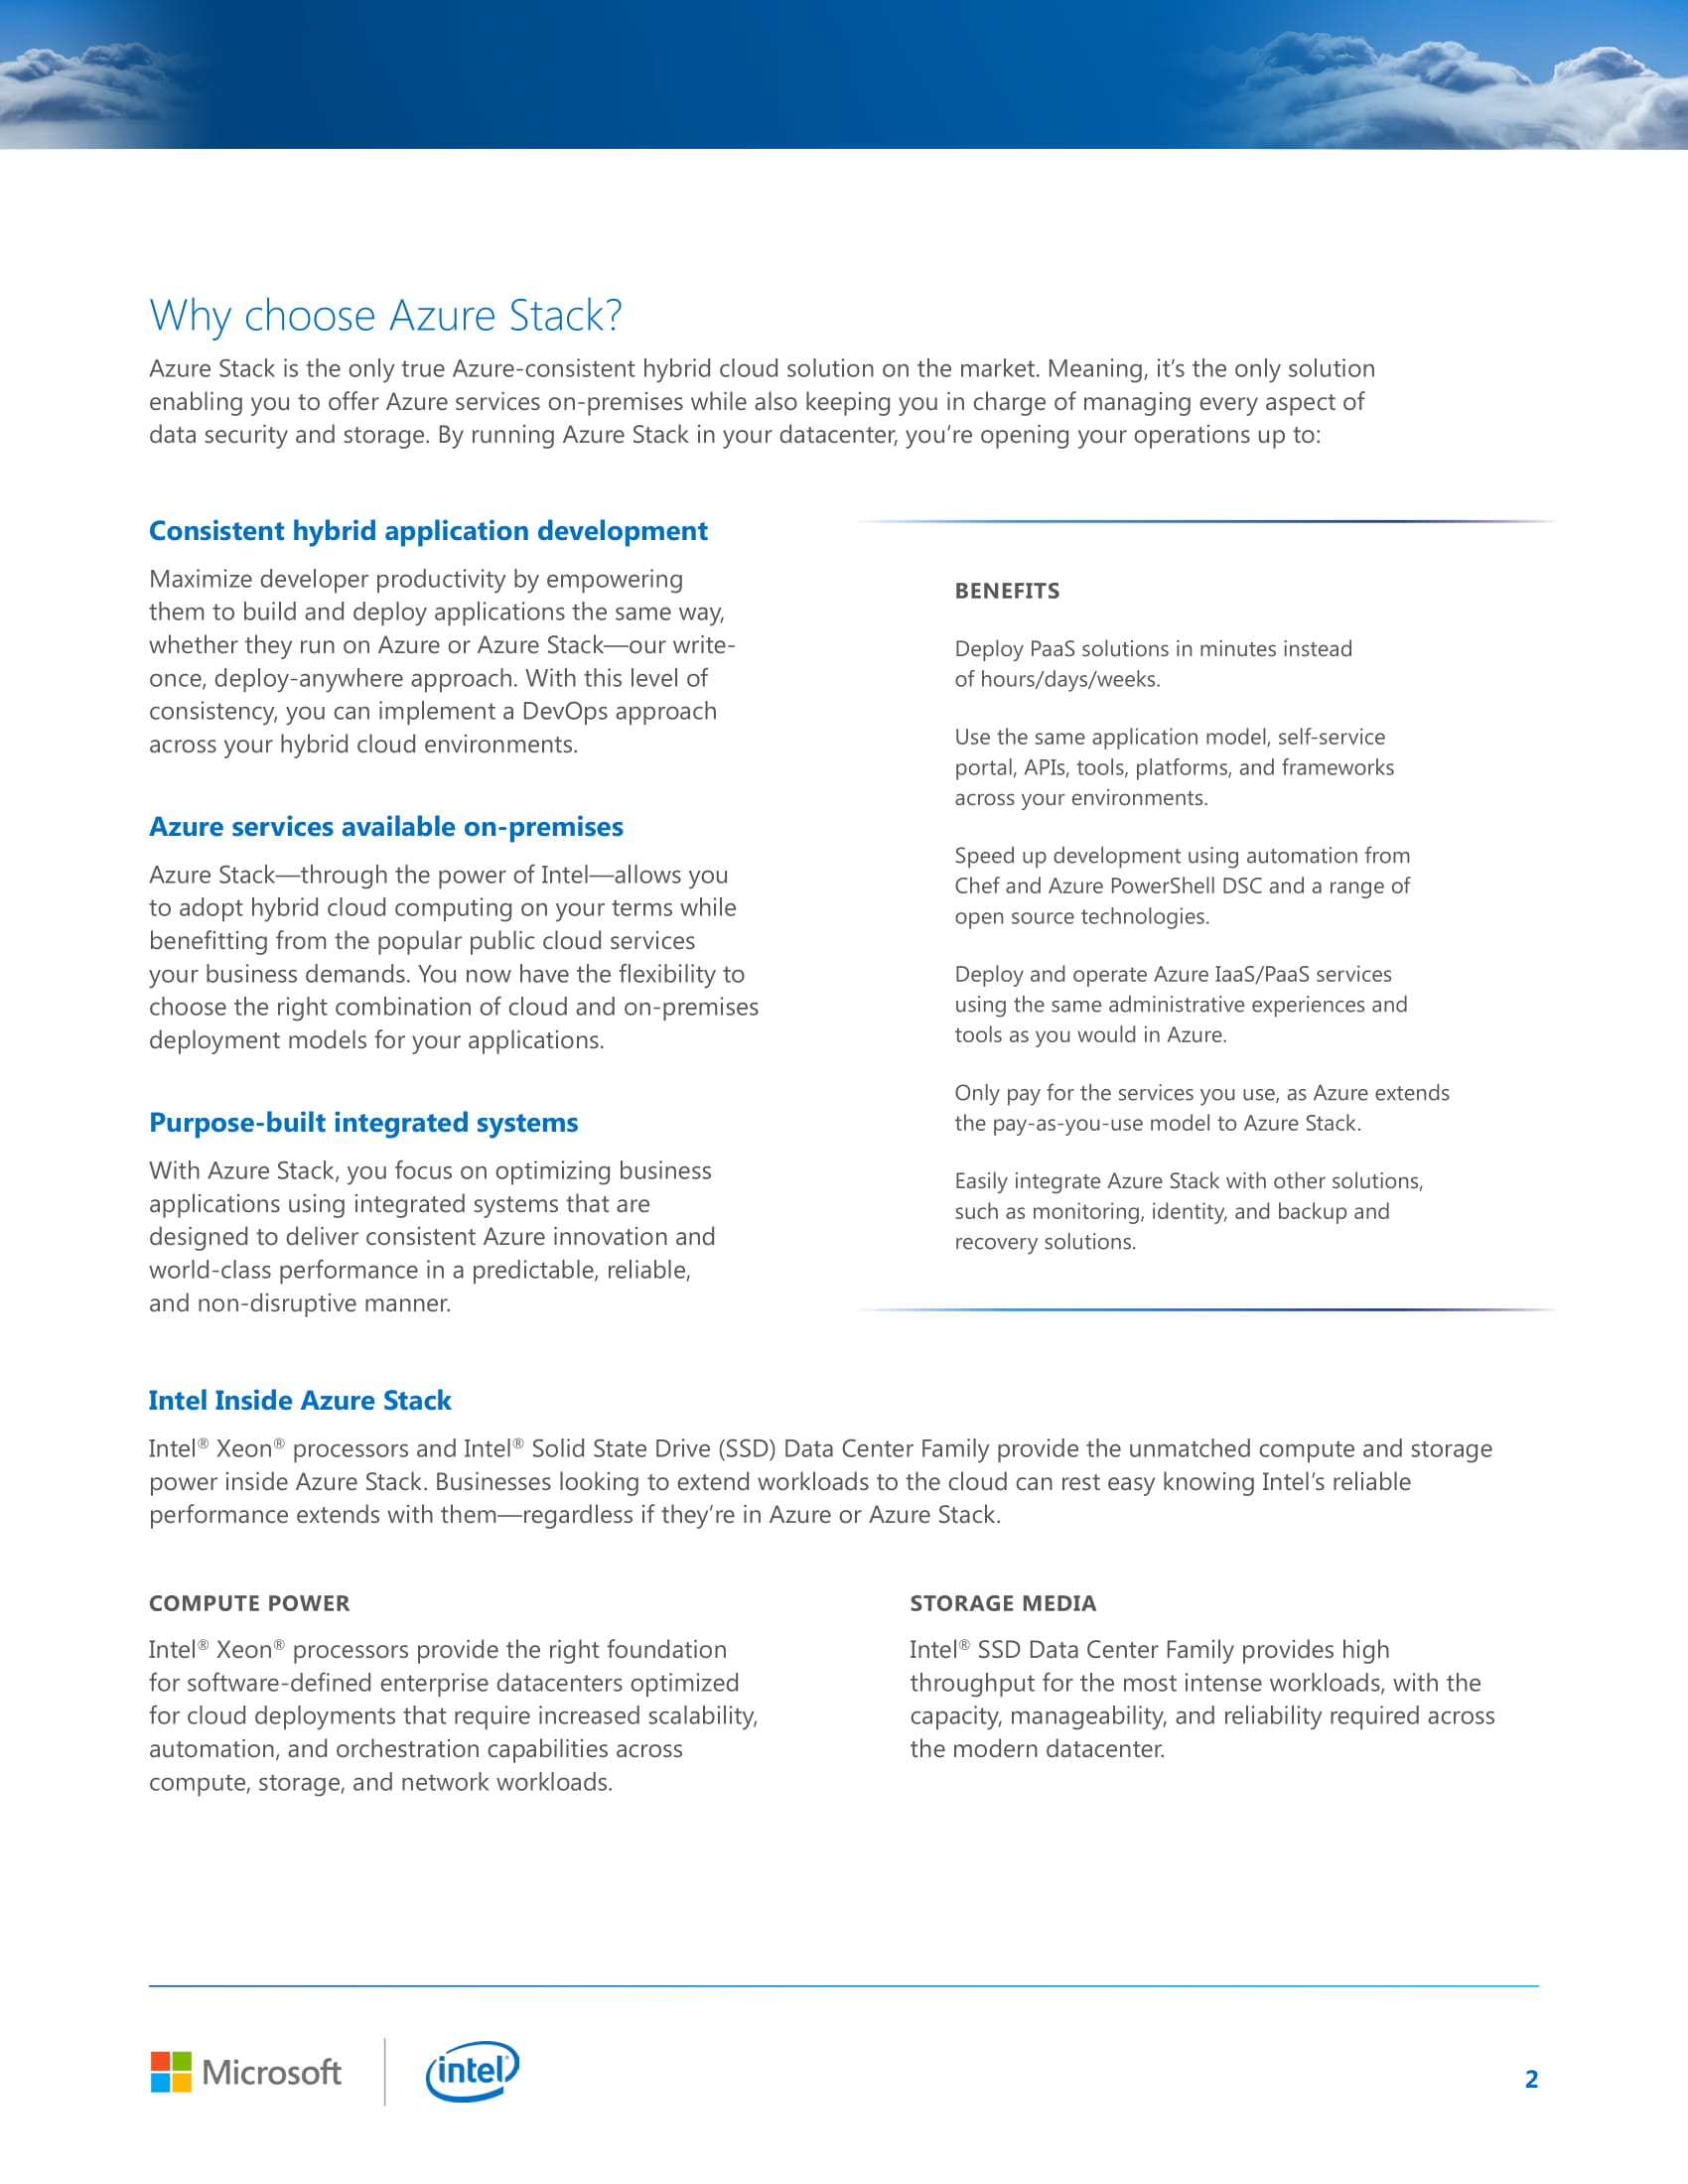 Why choose Azure Stack?
Azure Stack is the only true Azure-consistent hybrid cloud solution on the market. Meaning, it’s the only solution
enabling you to offer Azure services on-premises while also keeping you in charge of managing every aspect of
data security and storage. By running Azure Stack in your datacenter, you’re opening your operations up to:
Consistent hybrid application development
Maximize developer productivity by empowering
them to build and deploy applications the same way,
whether they run on Azure or Azure Stack—our write-
once, deploy-anywhere approach. With this level of
consistency, you can implement a DevOps approach
across your hybrid cloud environments.
Azure services available on-premises
Azure Stack—through the power of Intel—allows you
to adopt hybrid cloud computing on your terms while
benefitting from the popular public cloud services
your business demands. You now have the flexibility to
choose the right combination of cloud and on-premises
deployment models for your applications.
Purpose-built integrated systems
With Azure Stack, you focus on optimizing business
applications using integrated systems that are
designed to deliver consistent Azure innovation and
world-class performance in a predictable, reliable,
and non-disruptive manner.
BENEFITS
Deploy PaaS solutions in minutes instead
of hours/days/weeks.
Use the same application model, self-service
portal, APIs, tools, platforms, and frameworks
across your environments.
Speed up development using automation from
Chef and Azure PowerShell DSC and a range of
open source technologies.
Deploy and operate Azure IaaS/PaaS services
using the same administrative experiences and
tools as you would in Azure.
Only pay for the services you use, as Azure extends
the pay-as-you-use model to Azure Stack.
Easily integrate Azure Stack with other solutions,
such as monitoring, identity, and backup and
recovery solutions.
Intel Inside Azure Stack
Intel® Xeon® processors and Intel® Solid State Drive (SSD) Data Center Family provide the unmatched compute and storage
power inside Azure Stack. Businesses looking to extend workloads to the cloud can rest easy knowing Intel’s reliable
performance extends with them—regardless if they’re in Azure or Azure Stack.
COMPUTE POWER
Intel® Xeon® processors provide the right foundation
for software-defined enterprise datacenters optimized
for cloud deployments that require increased scalability,
automation, and orchestration capabilities across
compute, storage, and network workloads.
STORAGE MEDIA
Intel® SSD Data Center Family provides high
throughput for the most intense workloads, with the
capacity, manageability, and reliability required across
the modern datacenter.
Microsoft
intel
2